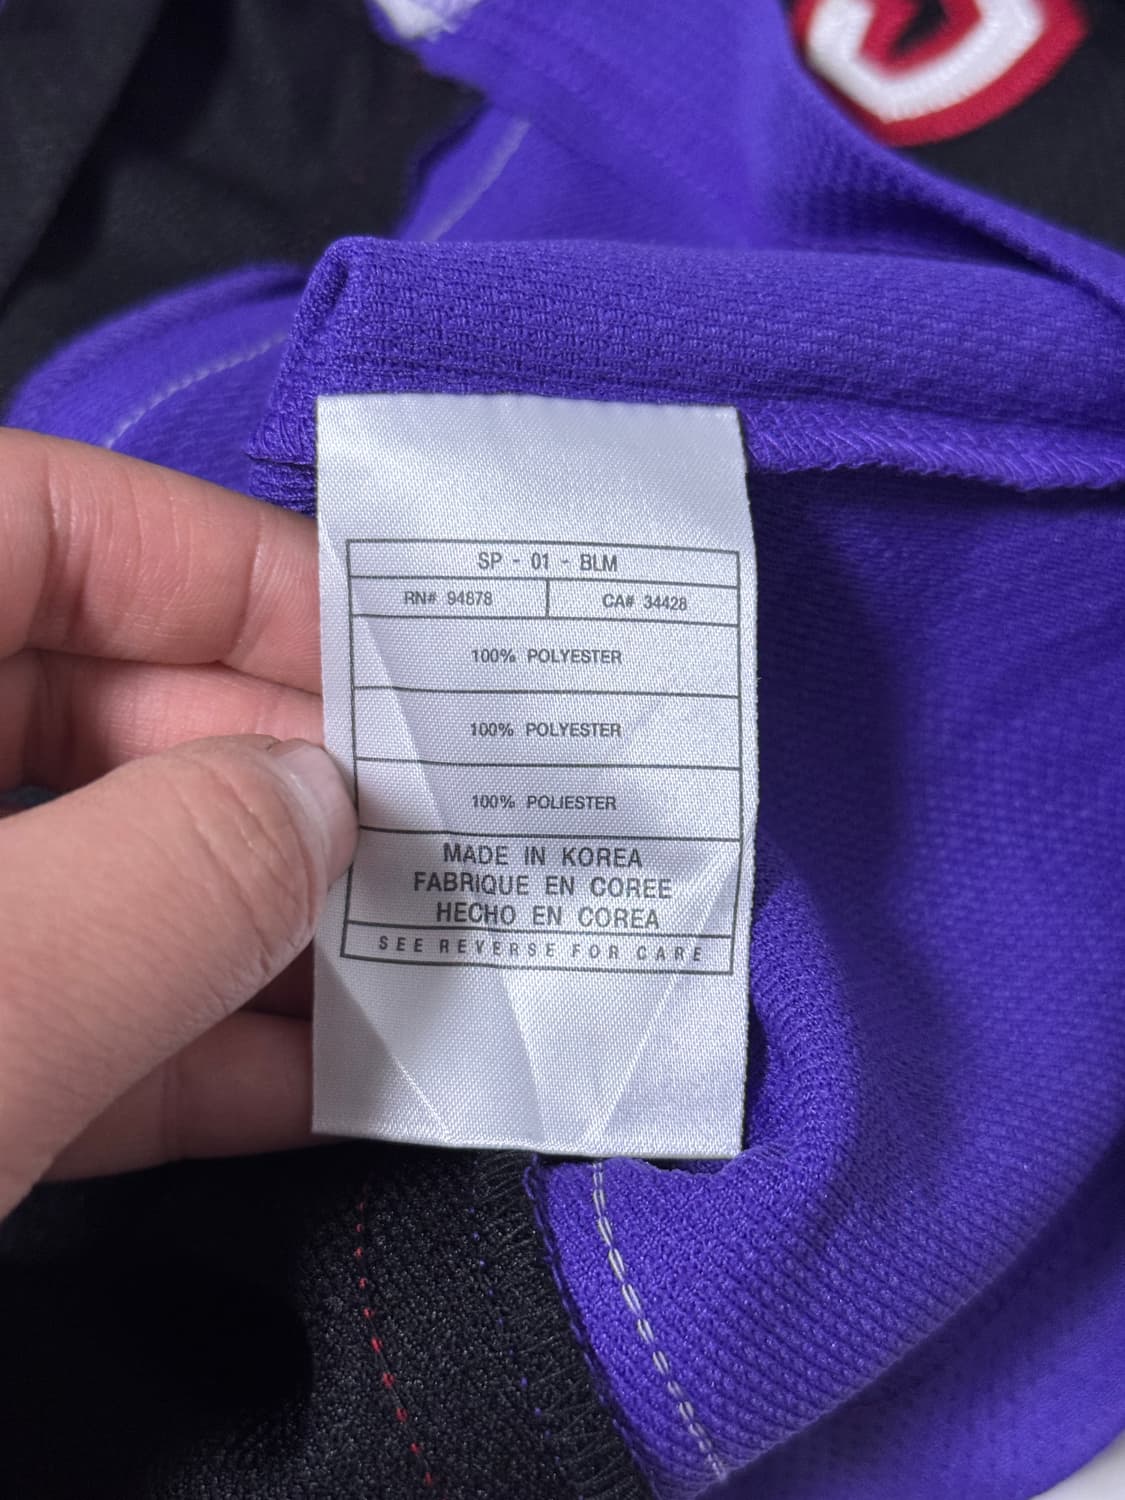 SP - 01 - BLM
RN# 94878 CA# 34428
100% POLYESTER
100% POLYESTER
100% POLIESTER
MADE IN KOREA
FABRIQUE EN COREE
HECHO EN COREA
SEE REVERSE FOR CARE